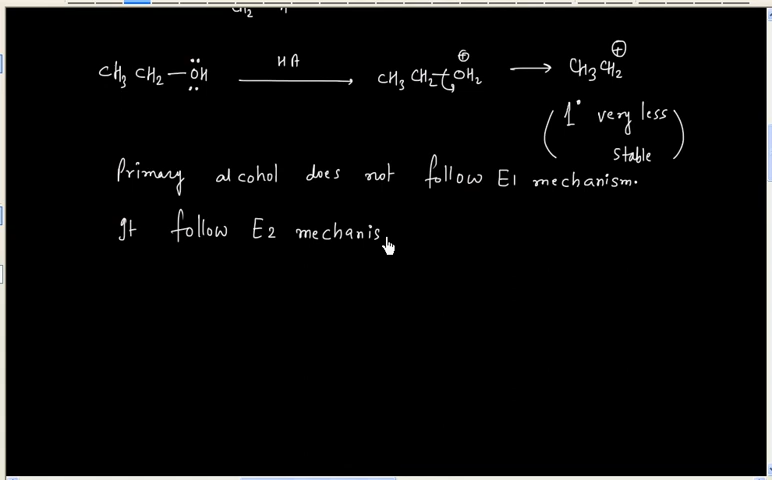 CH₂ H
CH₃ CH₂ — ÖH HA → CH₃ CH₂ — ⊕OH₂ → CH₃ CH₂⊕
(1° very less
stable)
Primary alcohol does not follow E1 mechanism.
It follow E2 mechanis